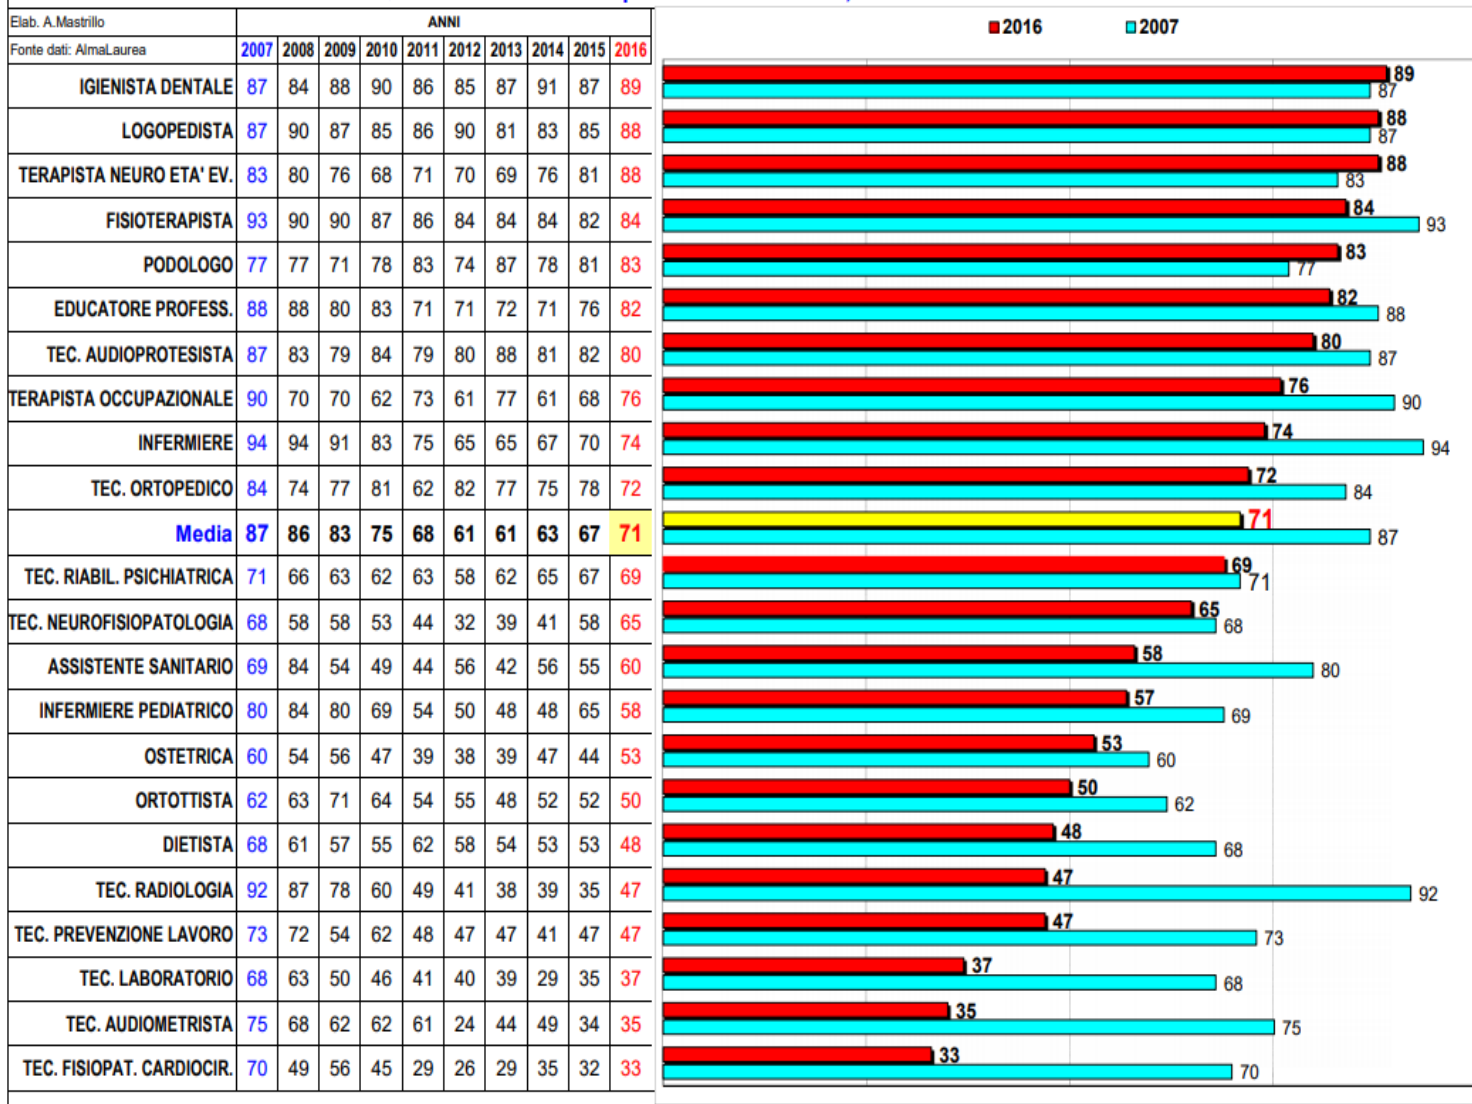 Elab. A.Mastrillo ANNI
Fonte dati: AlmaLaurea 2007 2008 2009 2010 2011 2012 2013 2014 2015 2016
IGIENISTA DENTALE 87 84 88 90 86 85 87 91 87 89
LOGOPEDISTA 87 90 87 85 86 90 81 83 85 88
TERAPISTA NEURO ETA' EV. 83 80 76 68 71 70 69 76 81 88
FISIOTERAPISTA 93 90 90 87 86 84 84 84 82 84
PODOLOGO 77 77 71 78 83 74 87 78 81 83
EDUCATORE PROFESS. 88 88 80 83 71 71 72 71 76 82
TEC. AUDIOPROTESISTA 87 83 79 84 79 80 88 81 82 80
TERAPISTA OCCUPAZIONALE 90 70 70 62 73 61 77 61 68 76
INFERMIERE 94 94 91 83 75 65 65 67 70 74
TEC. ORTOPEDICO 84 74 77 81 62 82 77 75 78 72
Media 87 86 83 75 68 61 61 63 67 71
TEC. RIABIL. PSICHIATRICA 71 66 63 62 63 58 62 65 67 69
TEC. NEUROFISIOPATOLOGIA 68 58 58 53 44 32 39 41 58 65
ASSISTENTE SANITARIO 69 84 54 49 44 56 42 56 55 60
INFERMIERE PEDIATRICO 80 84 80 69 54 50 48 48 65 58
OSTETRICA 60 54 56 47 39 38 39 47 44 53
ORTOTTISTA 62 63 71 64 54 55 48 52 52 50
DIETISTA 68 61 57 55 62 58 54 53 53 48
TEC. RADIOLOGIA 92 87 78 60 49 41 38 39 35 47
TEC. PREVENZIONE LAVORO 73 72 54 62 48 47 47 41 47 47
TEC. LABORATORIO 68 63 50 46 41 40 39 29 35 37
TEC. AUDIOMETRISTA 75 68 62 62 61 24 44 49 34 35
TEC. FISIOPAT. CARDIOCIR. 70 49 56 45 29 26 29 35 32 33
2016 2007
89
87
88
87
88
83
84
93
83
77
82
88
80
87
76
90
74
94
72
84
71
87
69
71
65
68
58
80
57
69
53
60
50
62
48
68
47
92
47
73
37
68
35
75
33
70